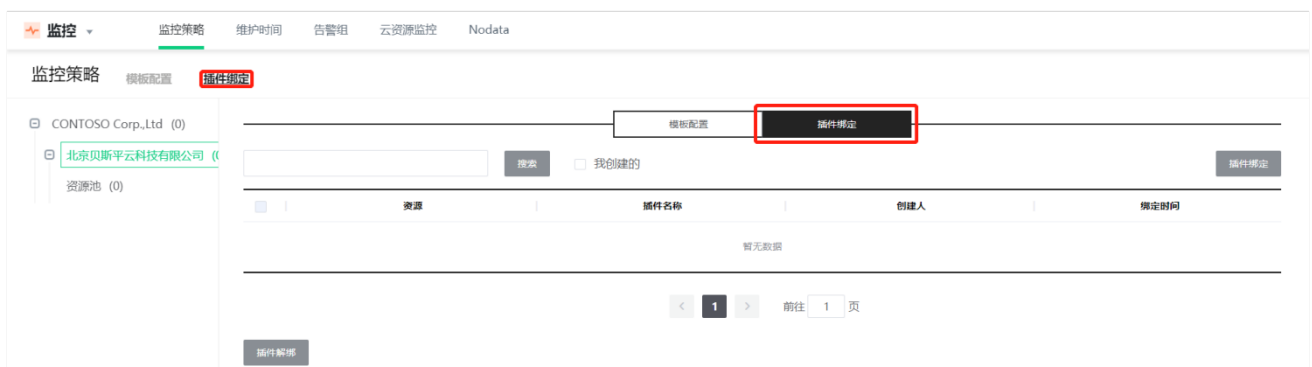 监控 监控策略 维护时间 告警组 云资源监控 Nodata
监控策略 模板配置 插件绑定
CONTOSO Corp.,Ltd (0)
模板配置 插件绑定
北京贝斯平云科技有限公司 (0
搜索 我创建的 插件绑定
资源池 (0)
资源 插件名称 创建人 绑定时间
暂无数据
< 1 > 前往 1 页
插件解绑